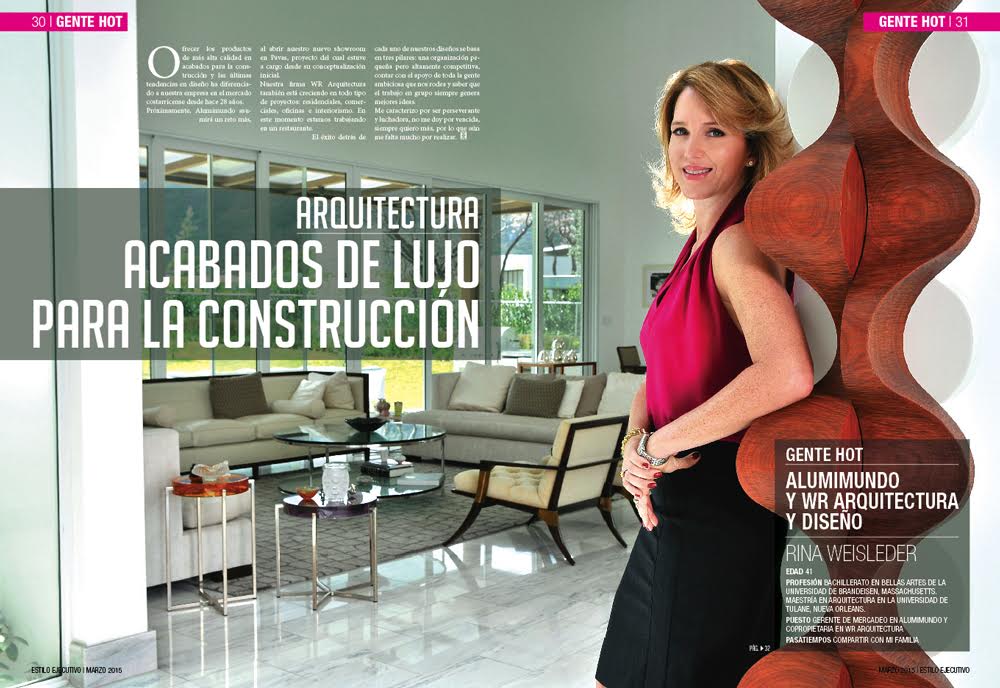 30 | GENTE HOT
GENTE HOT | 31
Ofrecer los productos
de más alta calidad en
acabados para la cons-
trucción y las últimas
tendencias en diseño ha diferencia-
do a nuestra empresa en el mercado
costarricense desde hace 28 años.
Próximamente, Alumimundo asu-
mirá un reto más,
al abrir nuestro nuevo showroom
en Pavas, proyecto del cual estuve
a cargo desde su conceptualización
inicial.
Nuestra firma WR Arquitectura
también está creciendo en todo tipo
de proyectos: residenciales, comer-
ciales, oficinas e interiorismo. En
este momento estamos trabajando
en un restaurante.
El éxito detrás de
cada uno de nuestros diseños se basa
en tres pilares: una organización pe-
queña pero altamente competitiva,
contar con el apoyo de toda la gente
ambiciosa que nos rodea y saber que
el trabajo en grupo siempre genera
mejores ideas.
Me caracterizo por ser perseverante
y luchadora, no me doy por vencida,
siempre quiero más, por lo que aún
me falta mucho por realizar.
ARQUITECTURA
ACABADOS DE LUJO
PARA LA CONSTRUCCIÓN
GENTE HOT
ALUMIMUNDO
Y WR ARQUITECTURA
Y DISEÑO
RINA WEISLEDER
EDAD 41
PROFESIÓN BACHILLERATO EN BELLAS ARTES DE LA
UNIVERSIDAD DE BRANDEISEN, MASSACHUSETTS.
MAESTRÍA EN ARQUITECTURA EN LA UNIVERSIDAD DE
TULANE, NUEVA ORLEANS.
PUESTO GERENTE DE MERCADEO EN ALUMIMUNDO Y
COPROPIETARIA EN WR ARQUITECTURA
PASATIEMPOS COMPARTIR CON MI FAMILIA
PÁG. 32
ESTILO EJECUTIVO | MARZO 2015
MARZO 2015 | ESTILO EJECUTIVO